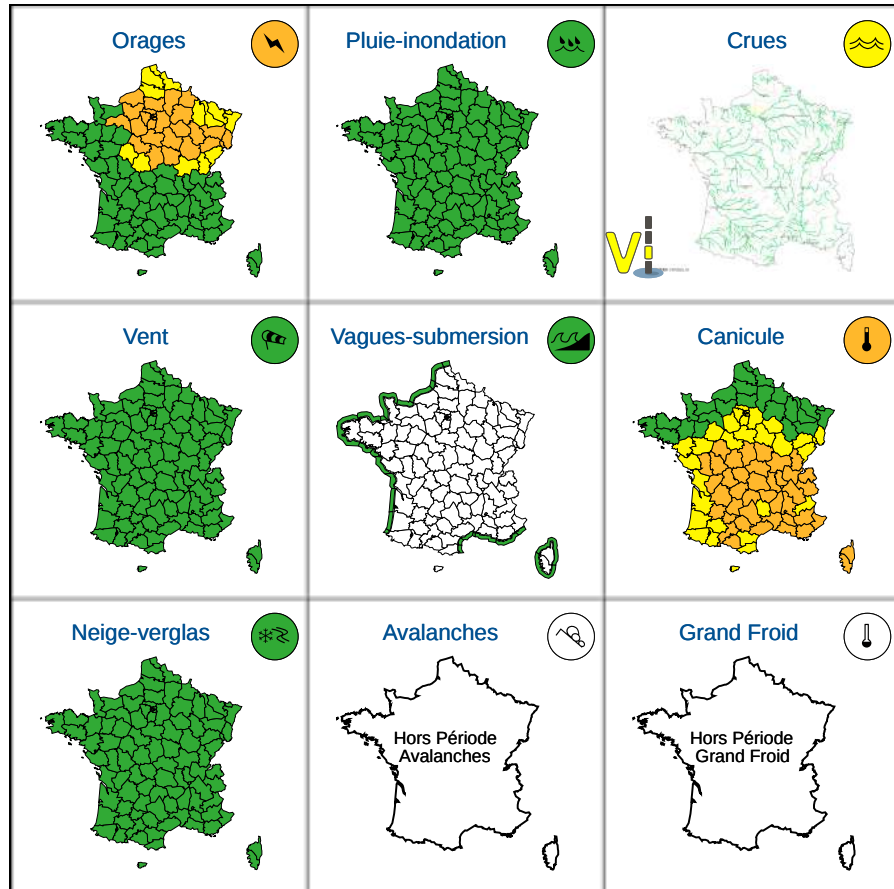 Orages
Pluie-inondation
Crues
Vi
Vent
Vagues-submersion
Canicule
Neige-verglas
Avalanches
Grand Froid
Hors Période
Avalanches
Hors Période
Grand Froid